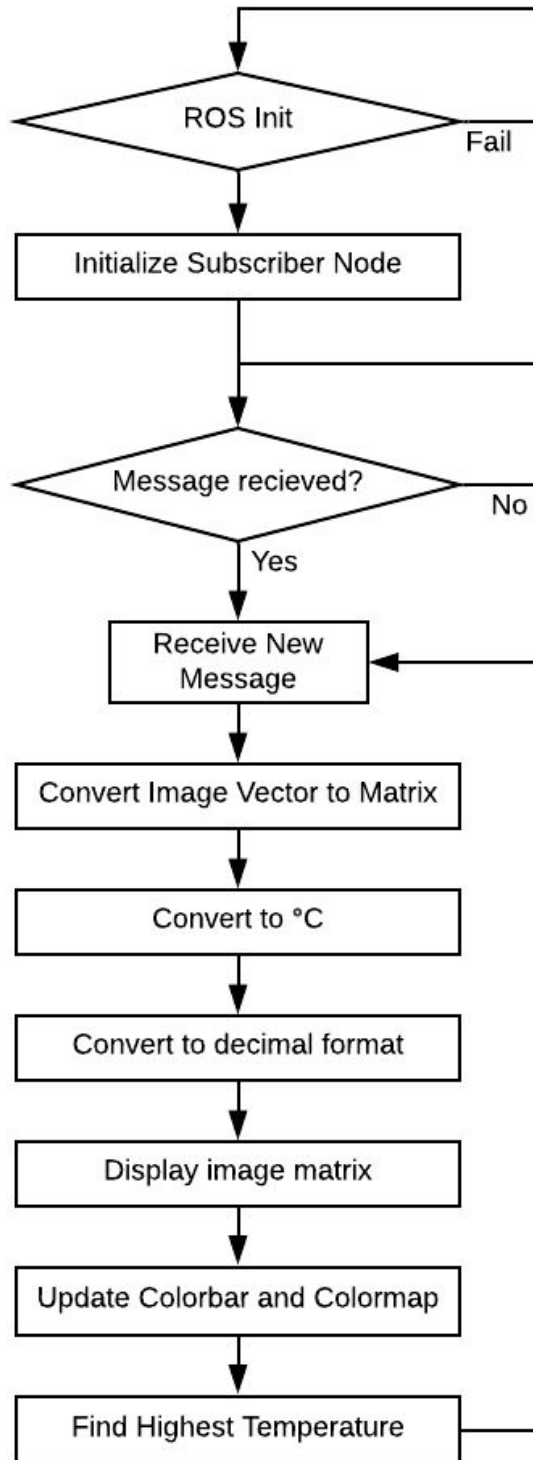 ROS Init
Fail
Initialize Subscriber Node
Message recieved?
No
Yes
Receive New
Message
Convert Image Vector to Matrix
Convert to °C
Convert to decimal format
Display image matrix
Update Colorbar and Colormap
Find Highest Temperature